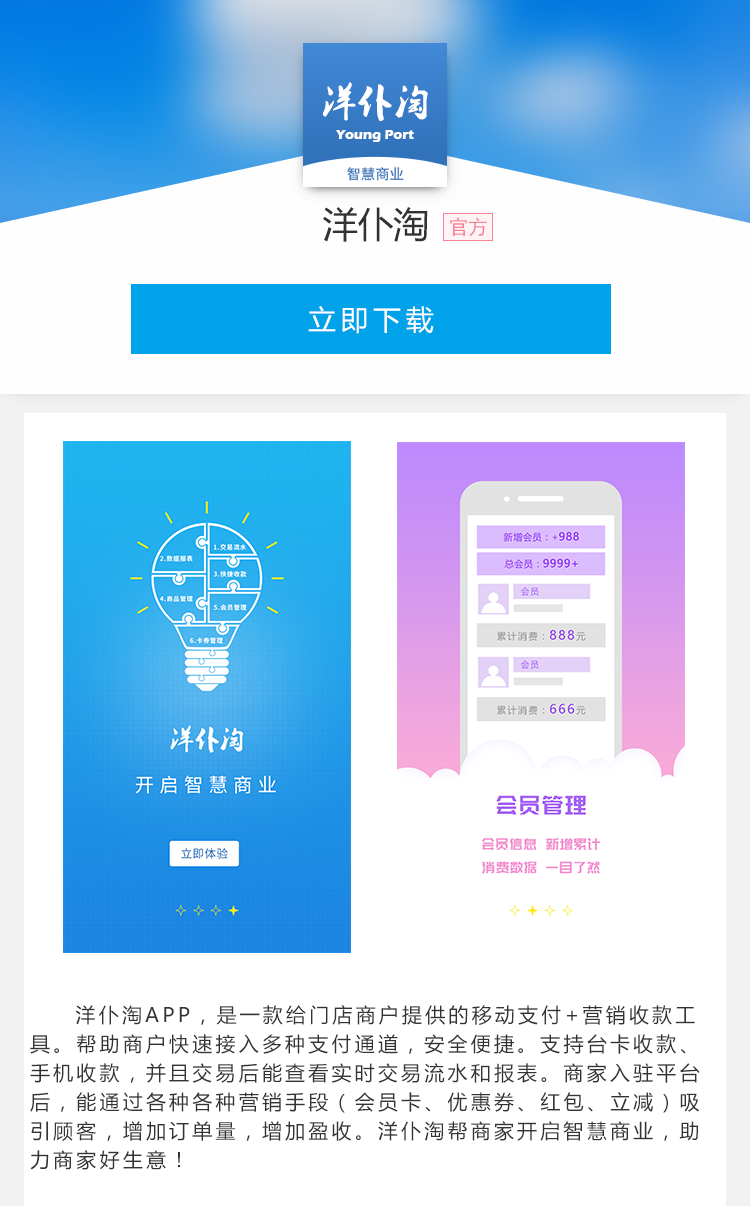 洋仆淘
Young Port
智慧商业
洋仆淘 官方
立即下载
1.交易流水
2.数据报表
3.快捷收款
4.商品管理
5.会员管理
6.卡券管理
洋仆淘
开启智慧商业
立即体验
新增会员：+988
总会员：9999+
会员
累计消费：888元
会员
累计消费：666元
会员管理
会员信息 新增累计
消费数据 一目了然
洋仆淘APP，是一款给门店商户提供的移动支付+营销收款工
具。帮助商户快速接入多种支付通道，安全便捷。支持台卡收款、
手机收款，并且交易后能查看实时交易流水和报表。商家入驻平台
后，能通过各种各种营销手段（会员卡、优惠券、红包、立减）吸
引顾客，增加订单量，增加盈收。洋仆淘帮商家开启智慧商业，助
力商家好生意！